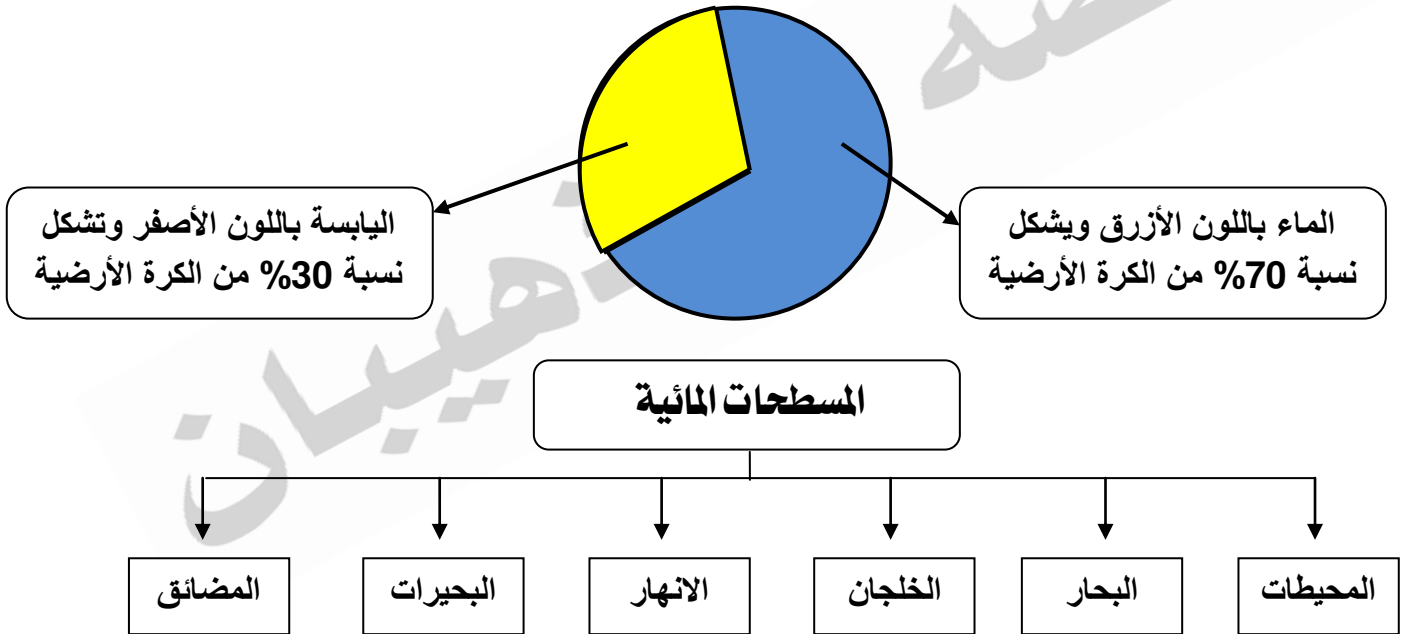 الماء باللون الأزرق ويشكل
نسبة 70% من الكرة الأرضية
اليابسة باللون الأصفر وتشكل
نسبة 30% من الكرة الأرضية
المسطحات المائية
المحيطات
البحار
الخلجان
الانهار
البحيرات
المضائق